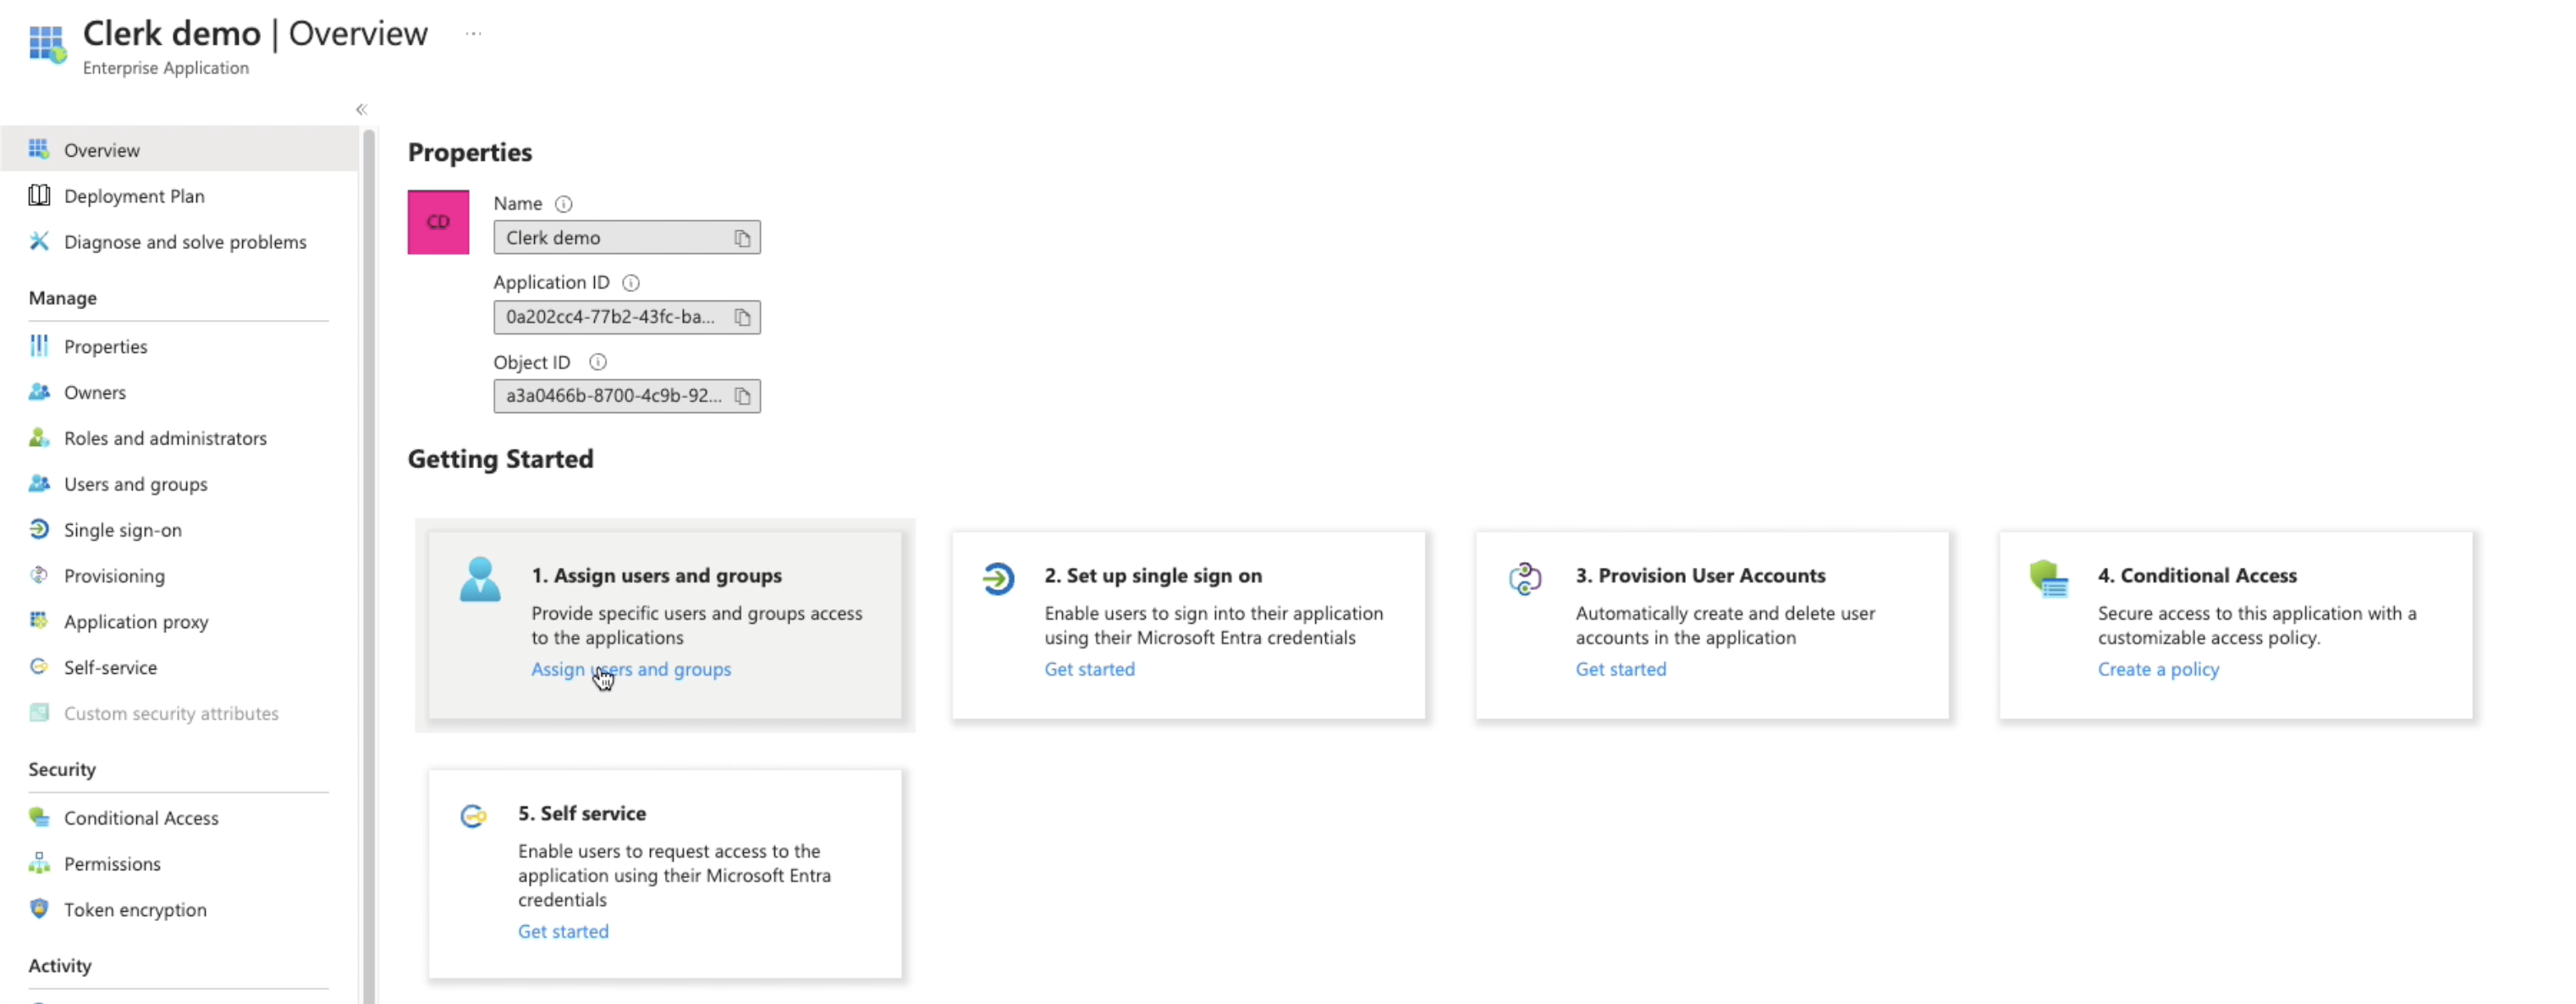 Clerk demo | Overview ...
Enterprise Application
«
Overview
Deployment Plan
Diagnose and solve problems
Manage
Properties
Owners
Roles and administrators
Users and groups
Single sign-on
Provisioning
Application proxy
Self-service
Custom security attributes
Security
Conditional Access
Permissions
Token encryption
Activity
Properties
CD
Name
Clerk demo
Application ID
0a202cc4-77b2-43fc-ba...
Object ID
a3a0466b-8700-4c9b-92...
Getting Started
1. Assign users and groups
Provide specific users and groups access
to the applications
Assign users and groups
2. Set up single sign on
Enable users to sign into their application
using their Microsoft Entra credentials
Get started
3. Provision User Accounts
Automatically create and delete user
accounts in the application
Get started
4. Conditional Access
Secure access to this application with a
customizable access policy.
Create a policy
5. Self service
Enable users to request access to the
application using their Microsoft Entra
credentials
Get started